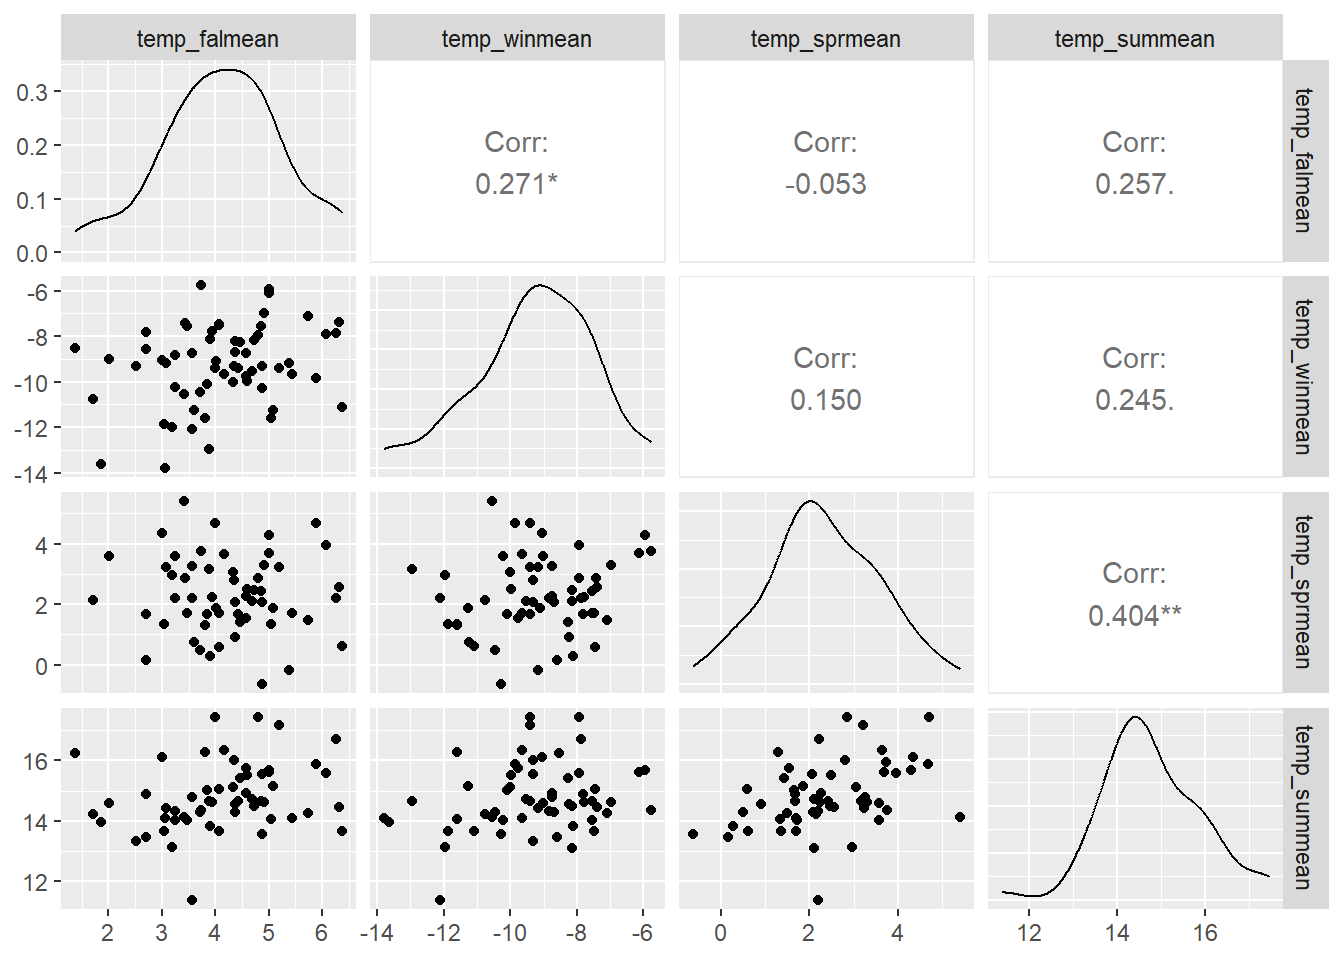 temp_falmean
temp_winmean
temp_sprmean
temp_summean
0.3
0.2
0.1
0.0
Corr:
0.271*
Corr:
-0.053
Corr:
0.257.
temp_falmean
-6
-8
-10
-12
-14
Corr:
0.150
Corr:
0.245.
temp_winmean
4
2
0
Corr:
0.404**
temp_sprmean
16
14
12
temp_summean
2 3 4 5 6
-14 -12 -10 -8 -6
0 2 4
12 14 16